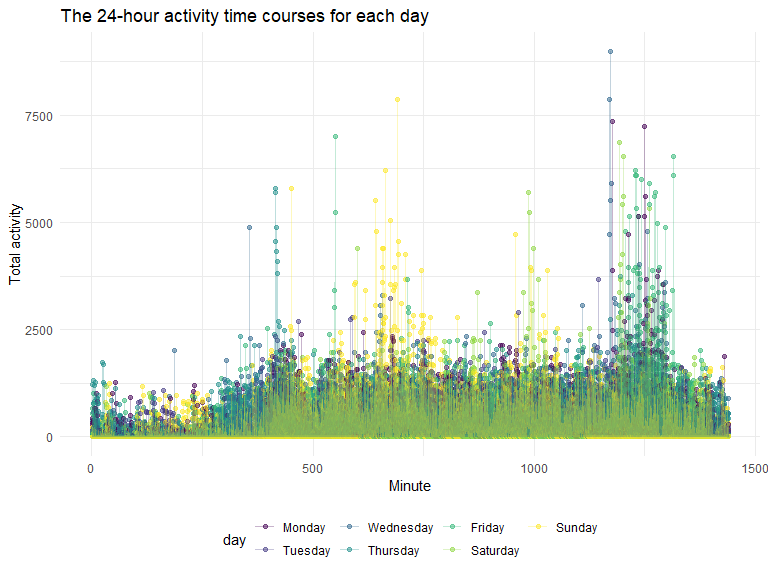 The 24-hour activity time courses for each day
Total activity
7500
5000
2500
0
0 500 1000 1500
Minute
day
Monday Wednesday Friday Sunday
Tuesday Thursday Saturday